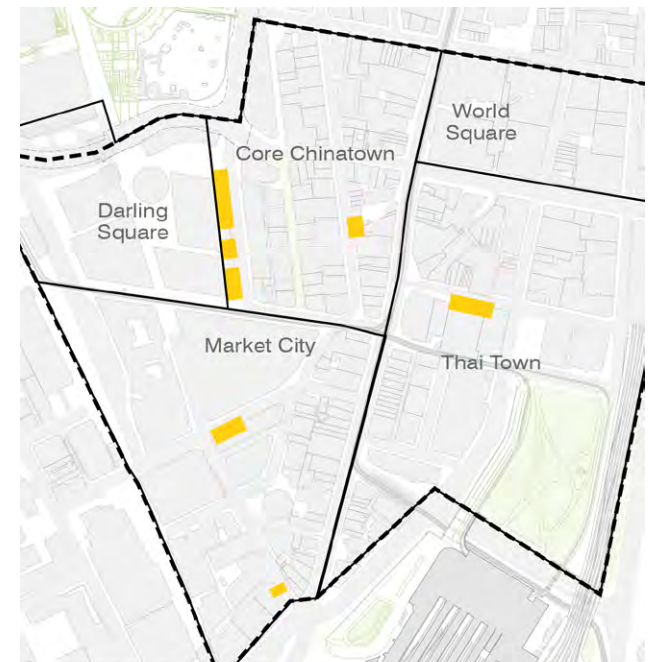 World
Square
Core Chinatown
Darling
Square
Market City
Thai Town